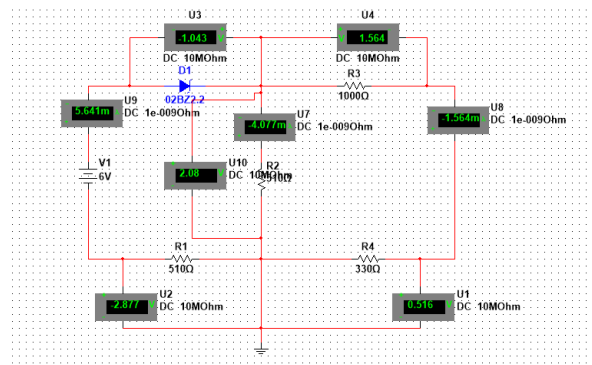 U3
-1.043
DC 10MOhm
U4
1.564
DC 10MOhm
D1
02BZ2.2
R3
1000Ω
U9
5.641m
DC 1e-009Ohm
U7
-4.077m
DC 1e-009Ohm
U8
-1.564m
DC 1e-009Ohm
V1
6V
U10
2.08
DC 10MOhm
R2
510Ω
R1
510Ω
R4
330Ω
U2
-2.877
DC 10MOhm
U1
0.516
DC 10MOhm